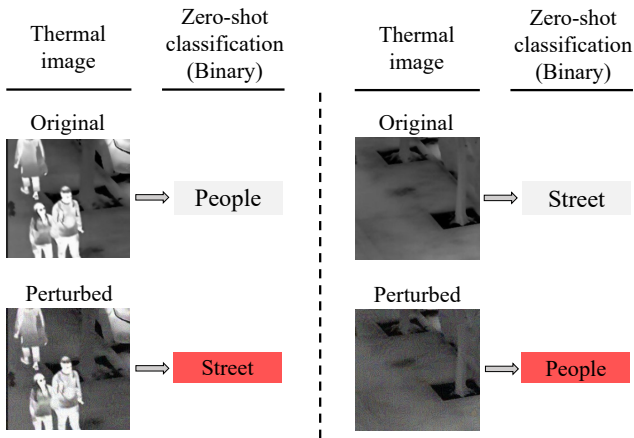 Thermal
image
Zero-shot
classification
(Binary)
Original
People
Perturbed
Street
Thermal
image
Zero-shot
classification
(Binary)
Original
Street
Perturbed
People